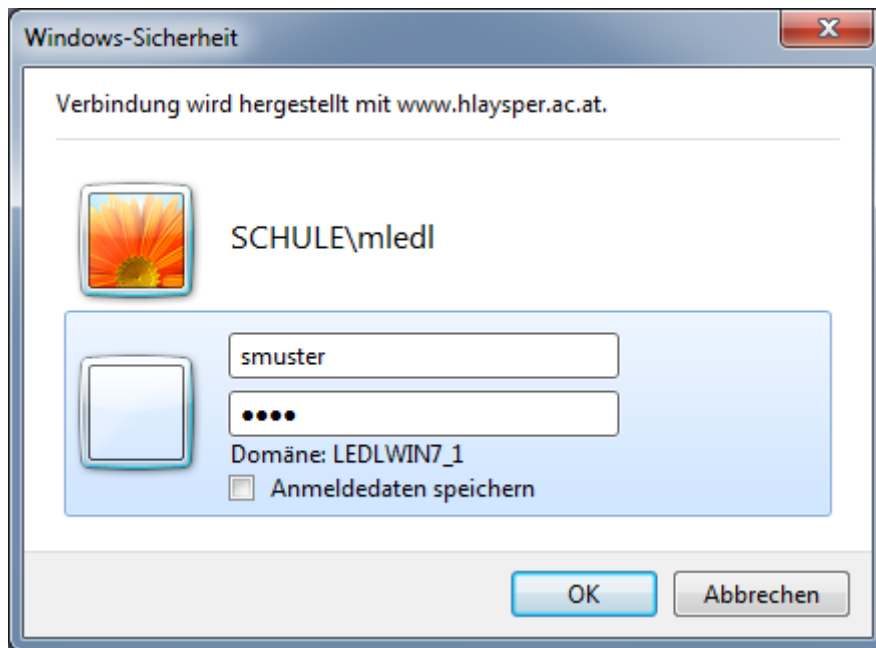 Windows-Sicherheit
Verbindung wird hergestellt mit www.hlaysper.ac.at.
SCHULE\mledl
smuster
●●●●
Domäne: LEDLWIN7_1
Anmeldedaten speichern
OK
Abbrechen